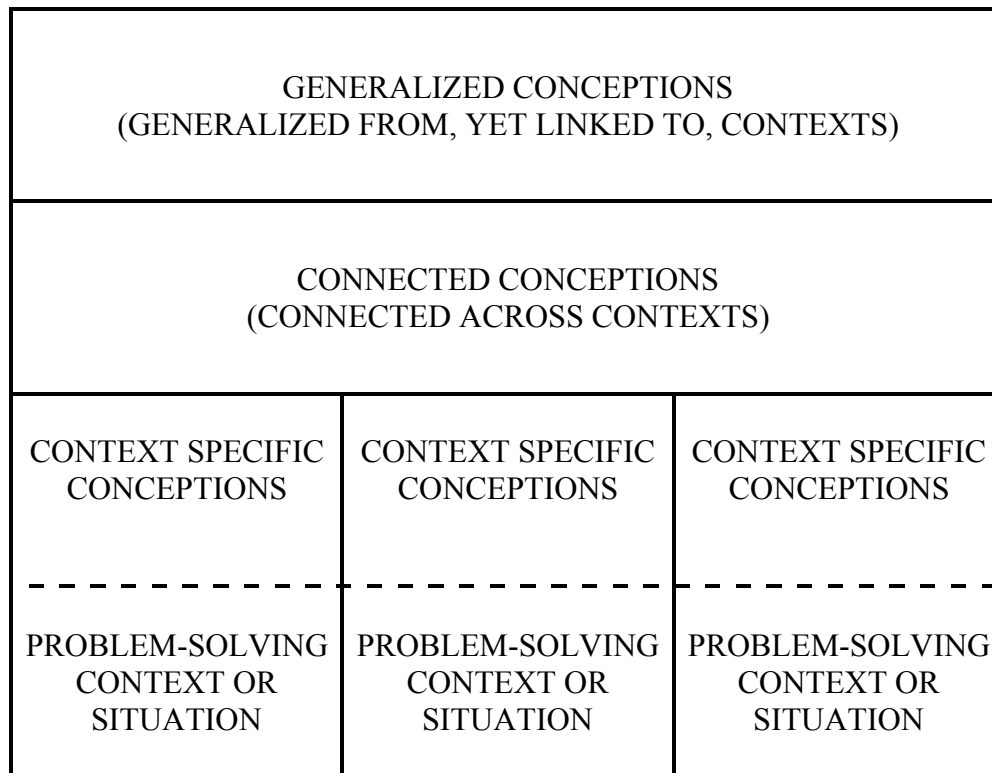 GENERALIZED CONCEPTIONS
(GENERALIZED FROM, YET LINKED TO, CONTEXTS)
CONNECTED CONCEPTIONS
(CONNECTED ACROSS CONTEXTS)
CONTEXT SPECIFIC
CONCEPTIONS
CONTEXT SPECIFIC
CONCEPTIONS
CONTEXT SPECIFIC
CONCEPTIONS
PROBLEM-SOLVING
CONTEXT OR
SITUATION
PROBLEM-SOLVING
CONTEXT OR
SITUATION
PROBLEM-SOLVING
CONTEXT OR
SITUATION